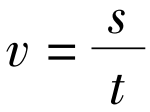 v = s/t